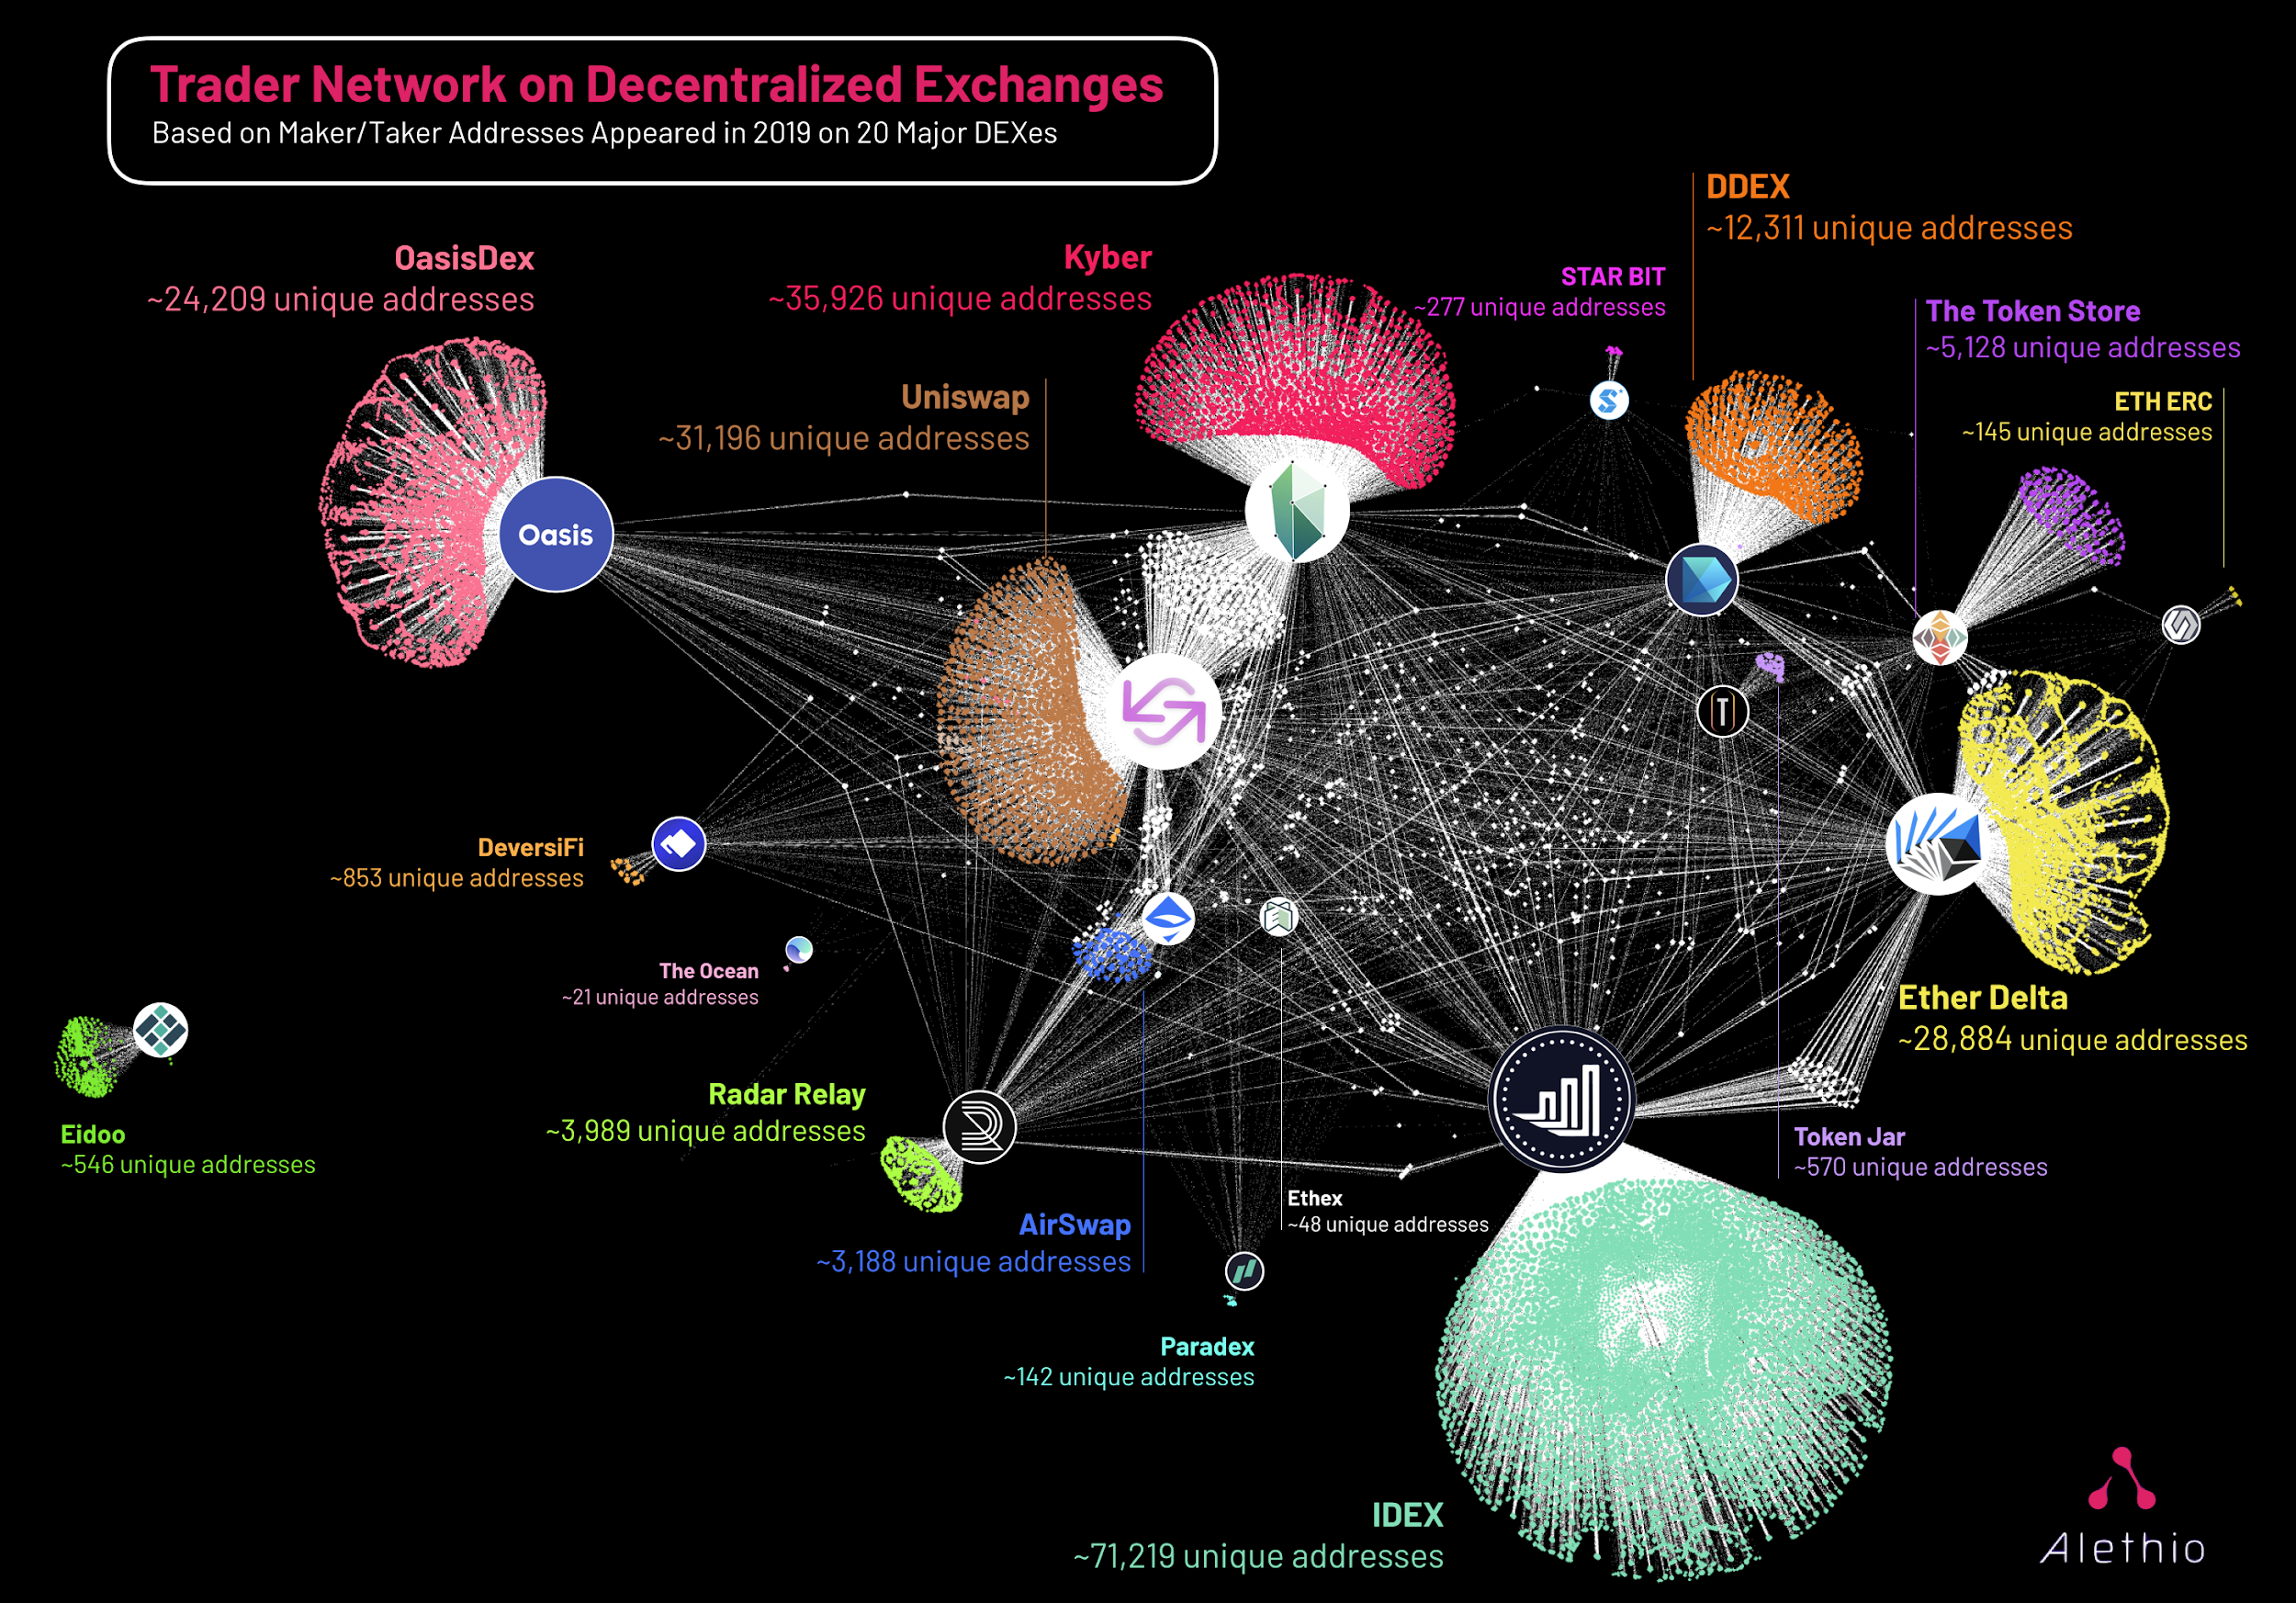 Trader Network on Decentralized Exchanges
Based on Maker/Taker Addresses Appeared in 2019 on 20 Major DEXes
DDEX
~12,311 unique addresses
OasisDex
~24,209 unique addresses
Kyber
~35,926 unique addresses
STAR BIT
~277 unique addresses
The Token Store
~5,128 unique addresses
Uniswap
~31,196 unique addresses
ETH ERC
~145 unique addresses
Oasis
T
DeversiFi
~853 unique addresses
The Ocean
~21 unique addresses
Ether Delta
~28,884 unique addresses
Eidoo
~546 unique addresses
Radar Relay
~3,989 unique addresses
Token Jar
~570 unique addresses
Ethex
~48 unique addresses
AirSwap
~3,188 unique addresses
Paradex
~142 unique addresses
IDEX
~71,219 unique addresses
Alethio